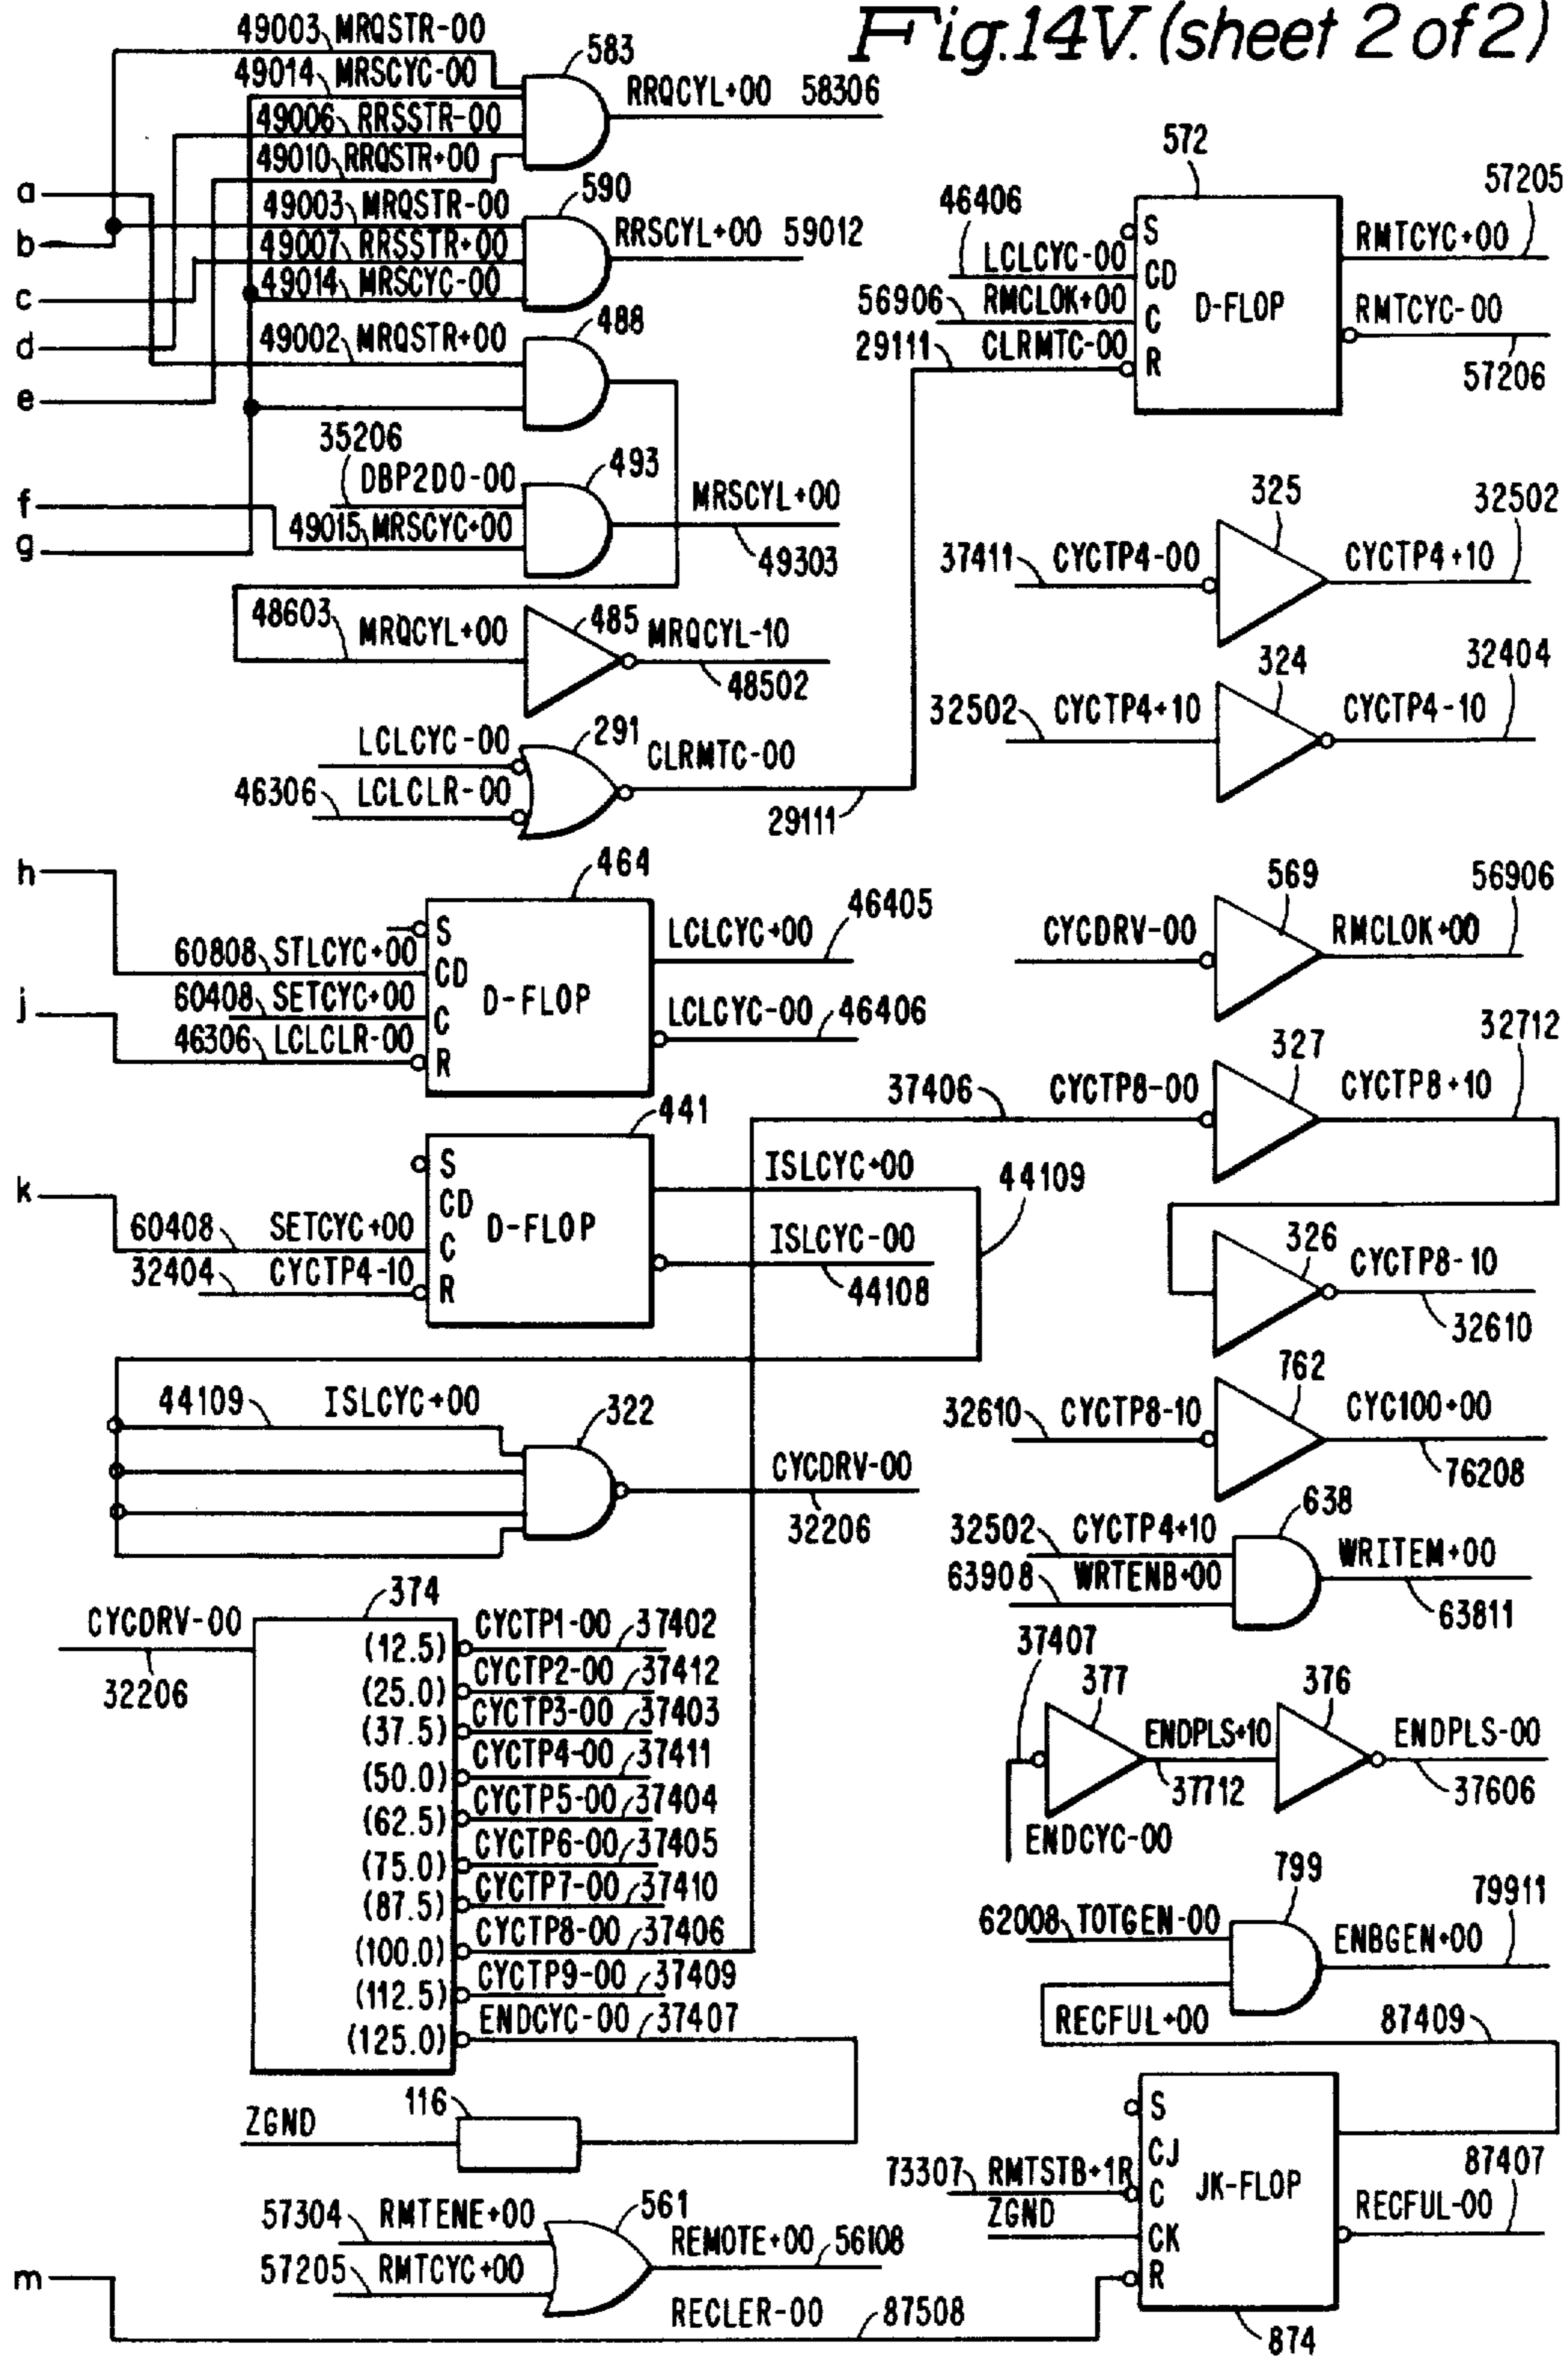 Fig.14V. (sheet 2 of 2)
49003 MRQSTR-00
583
49014 MRSCYC-00
RRQCYL+00 58306
49006 RRSSTR-00
49010 RRQSTR+00
a
590
49003 MRQSTR-00
b
49007 RRSSTR+00
RRSCYL+00 59012
c
49014 MRSCYC-00
d
488
49002 MRQSTR+00
e
35206
DBP2D0-00
493
MRSCYL+00
f
49015 MRSCYC+00
g
49303
48603
MRQCYL+00
485
MRQCYL-10
48502
LCLCYC-00
291
CLRMTC-00
46306 LCLCLR-00
29111
572
57205
46406
S
RMTCYC+00
LCLCYC-00
CD
56906 RMCLOK+00
C
D-FLOP
RMTCYC-00
29111 CLRMTC-00
R
57206
325
32502
37411 CYCTP4-00
CYCTP4+10
324
32404
32502 CYCTP4+10
CYCTP4-10
h
464
S
LCLCYC+00
46405
60808 STLCYC+00
CD
60408 SETCYC+00
D-FLOP
j
C
LCLCYC-00 46406
46306 LCLCLR-00
R
569
56906
CYCDRV-00
RMCLOK+00
327
32712
37406
CYCTP8-00
CYCTP8+10
441
S
ISLCYC+00
44109
k
CD
D-FLOP
60408 SETCYC+00
C
ISLCYC-00
32404 CYCTP4-10
R
44108
326
CYCTP8-10
32610
44109 ISLCYC+00
322
CYCDRV-00
32206
762
32610 CYCTP8-10
CYC100+00
76208
638
32502 CYCTP4+10
WRITEM+00
63908 WRTENB+00
63811
374
CYCDRV-00
32206
(12.5) CYCTP1-00 37402
(25.0) CYCTP2-00 37412
(37.5) CYCTP3-00 37403
(50.0) CYCTP4-00 37411
(62.5) CYCTP5-00 37404
(75.0) CYCTP6-00 37405
(87.5) CYCTP7-00 37410
(100.0) CYCTP8-00 37406
(112.5) CYCTP9-00 37409
(125.0) ENDCYC-00 37407
37407
377
376
ENDPLS+10
ENDPLS-00
37712
37606
ENDCYC-00
799
79911
62008 TOTGEN-00
ENBGEN+00
RECFUL+00
87409
116
ZGND
S
CJ
73307 RMTSTB+1R
C
JK-FLOP
87407
ZGND
CK
RECFUL-00
R
874
57304 RMTENE+00
561
REMOTE+00 56108
57205 RMTCYC+00
m
RECLER-00 87508